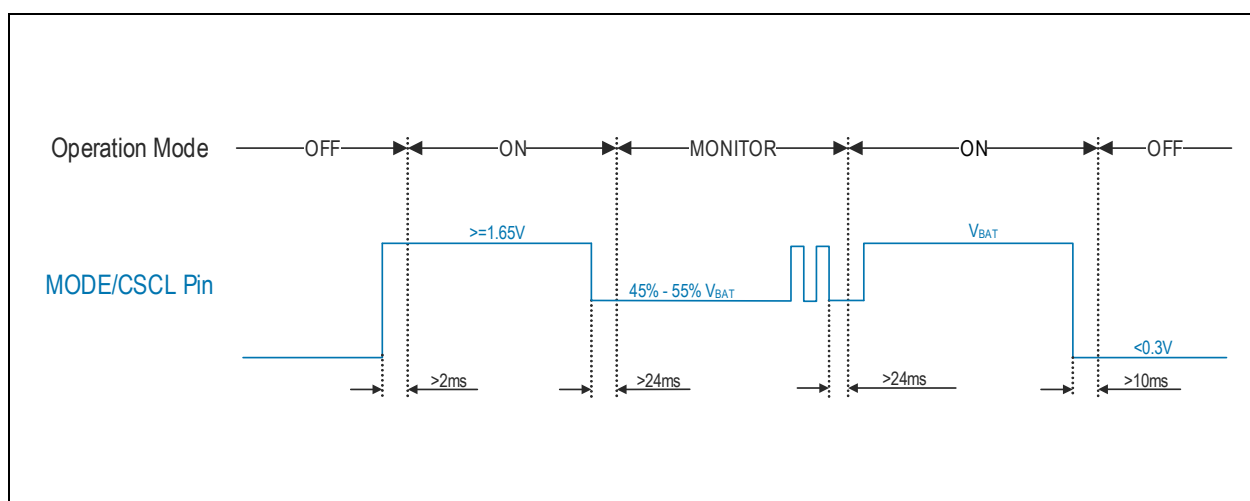 Operation Mode OFF ON MONITOR ON OFF
>=1.65V VBAT
MODE/CSCL Pin 45% - 55% VBAT
<0.3V
>2ms >24ms >24ms >10ms